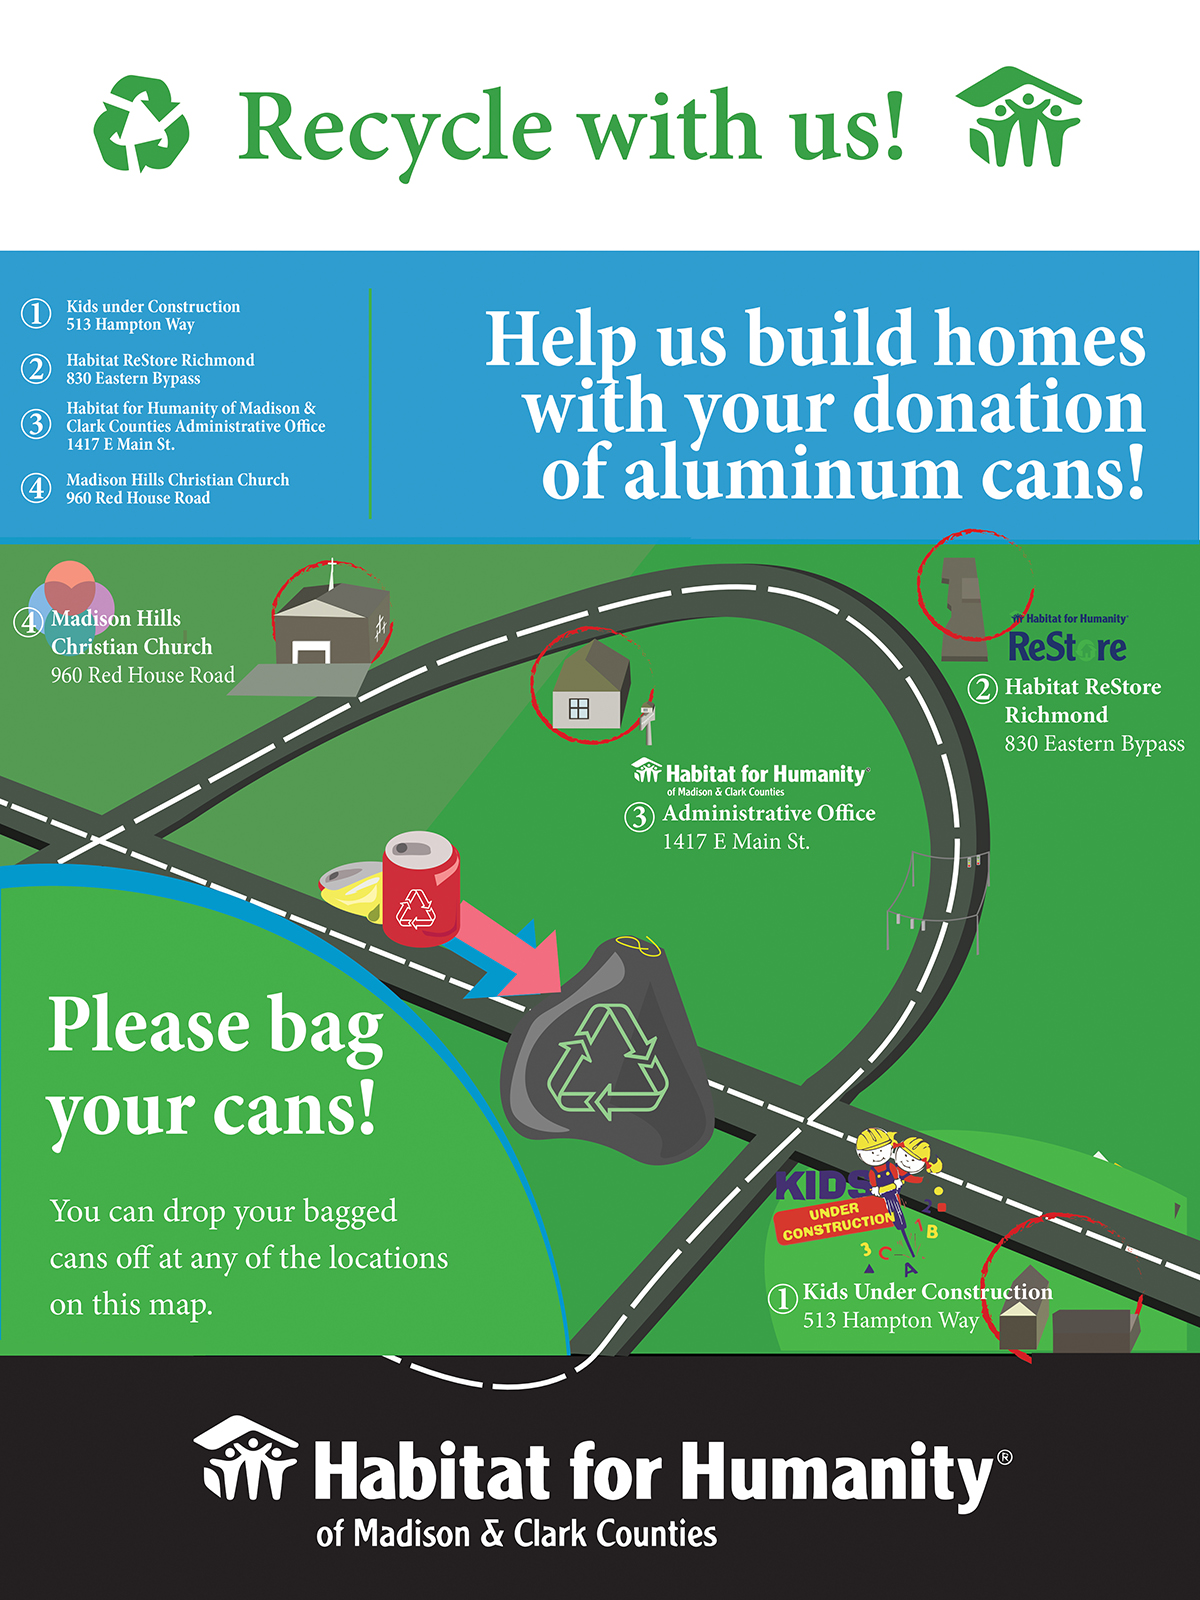 Recycle with us!
① Kids under Construction
513 Hampton Way
② Habitat ReStore Richmond
830 Eastern Bypass
③ Habitat for Humanity of Madison &
Clark Counties Administrative Office
1417 E Main St.
④ Madison Hills Christian Church
960 Red House Road
Help us build homes
with your donation
of aluminum cans!
④ Madison Hills
Christian Church
960 Red House Road
Habitat for Humanity®
ReStore
② Habitat ReStore
Richmond
830 Eastern Bypass
Habitat for Humanity®
of Madison & Clark Counties
③ Administrative Office
1417 E Main St.
Please bag
your cans!
You can drop your bagged
cans off at any of the locations
on this map.
KIDS
UNDER
CONSTRUCTION
2
1
B
3
C
A
① Kids Under Construction
513 Hampton Way
Habitat for Humanity®
of Madison & Clark Counties